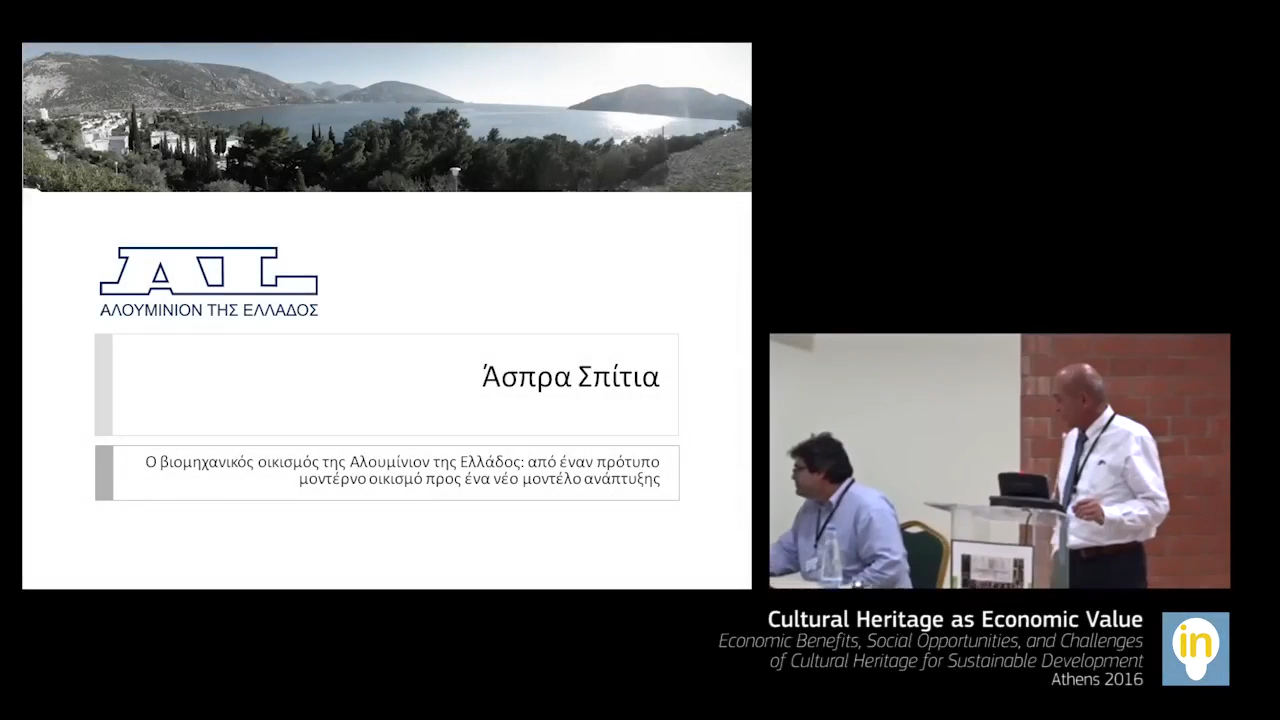 AL
ΑΛΟΥΜΙΝΙΟΝ ΤΗΣ ΕΛΛΑΔΟΣ
Άσπρα Σπίτια
Ο βιομηχανικός οικισμός της Αλουμίνιον της Ελλάδος: από έναν πρότυπο
μοντέρνο οικισμό προς ένα νέο μοντέλο ανάπτυξης
Cultural Heritage as Economic Value
Economic Benefits, Social Opportunities, and Challenges
of Cultural Heritage for Sustainable Development
Athens 2016
in